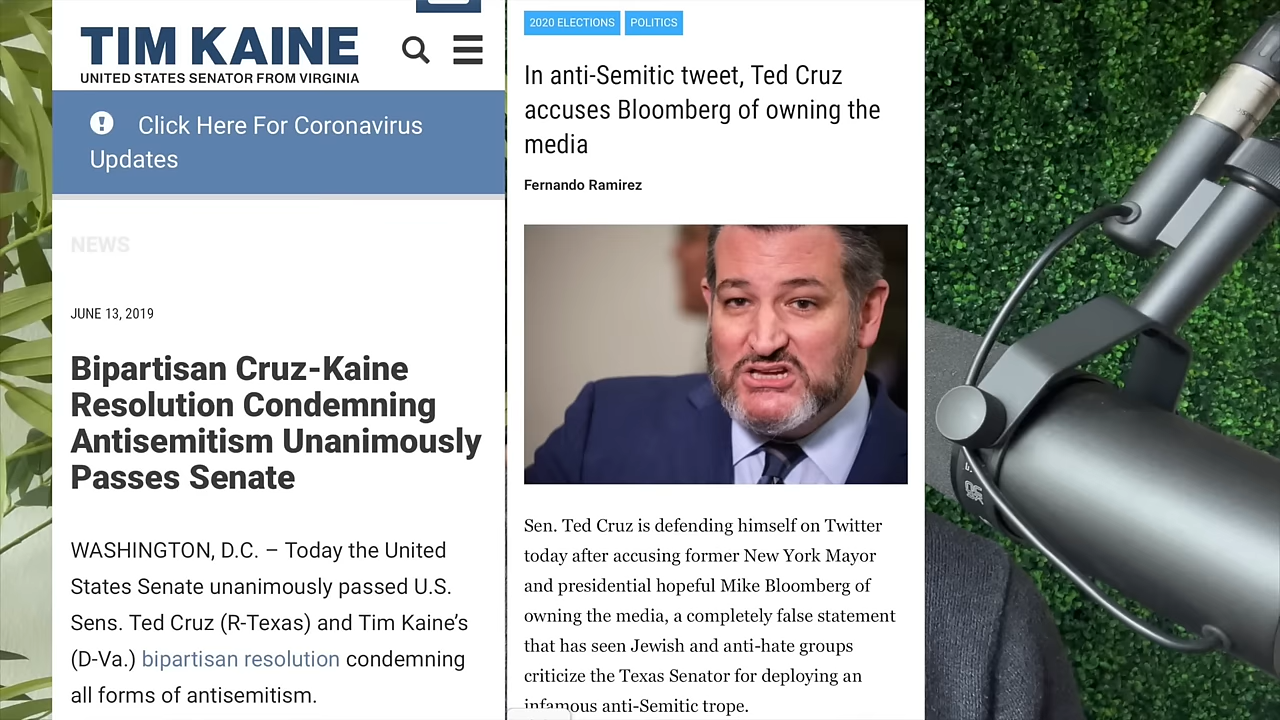 TIM KAINE
UNITED STATES SENATOR FROM VIRGINIA
Click Here For Coronavirus
Updates
NEWS
JUNE 13, 2019
Bipartisan Cruz-Kaine
Resolution Condemning
Antisemitism Unanimously
Passes Senate
WASHINGTON, D.C. – Today the United
States Senate unanimously passed U.S.
Sens. Ted Cruz (R-Texas) and Tim Kaine’s
(D-Va.) bipartisan resolution condemning
all forms of antisemitism.
2020 ELECTIONS POLITICS
In anti-Semitic tweet, Ted Cruz
accuses Bloomberg of owning the
media
Fernando Ramirez
Sen. Ted Cruz is defending himself on Twitter
today after accusing former New York Mayor
and presidential hopeful Mike Bloomberg of
owning the media, a completely false statement
that has seen Jewish and anti-hate groups
criticize the Texas Senator for deploying an
infamous anti-Semitic trope.